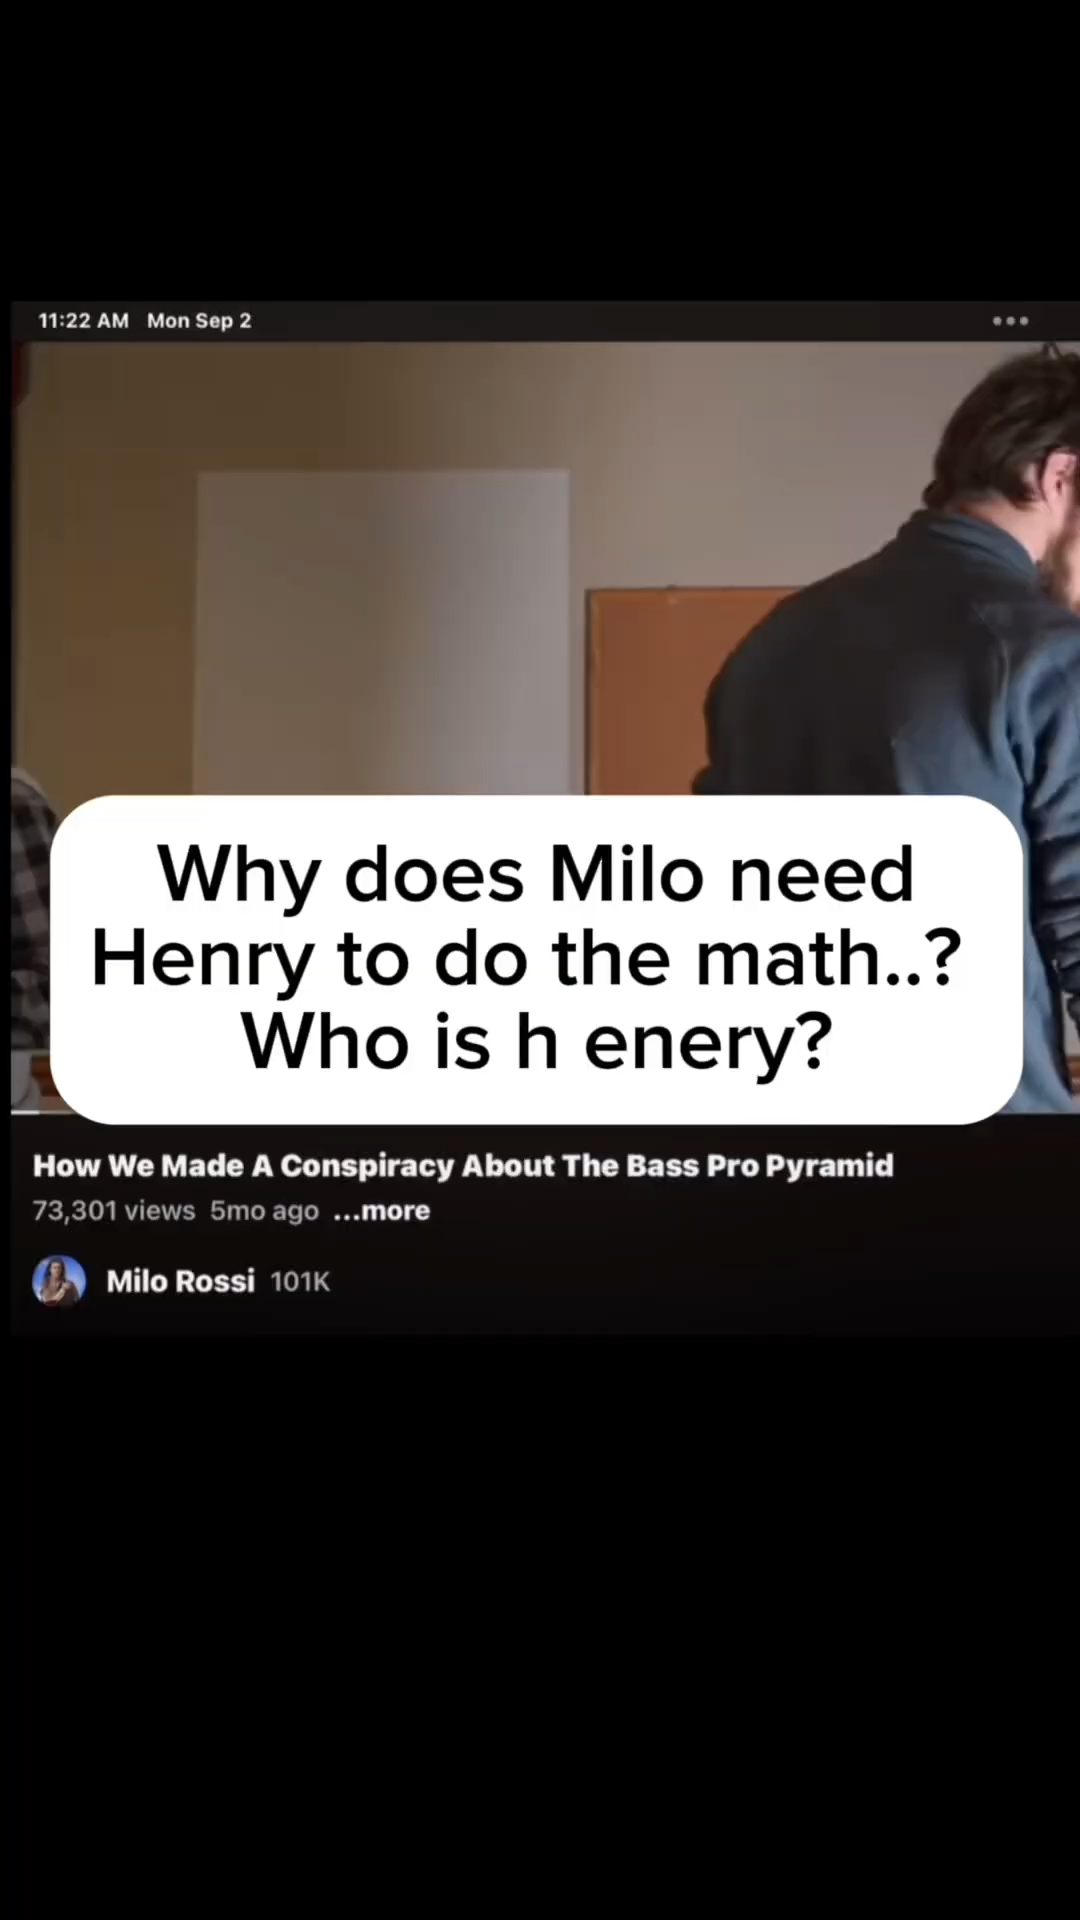 11:22 AM Mon Sep 2
Why does Milo need
Henry to do the math..?
Who is h enery?
How We Made A Conspiracy About The Bass Pro Pyramid
73,301 views 5mo ago ...more
Milo Rossi 101K